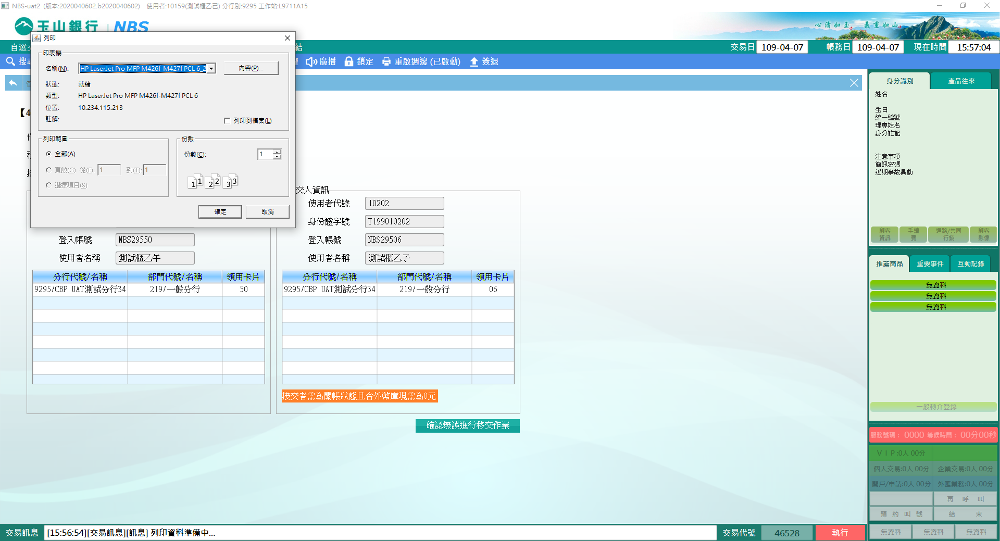 NBS-uat2 (版本:2020040602.b2020040602) 使用者:10159(測試櫃乙己) 分行別:9295 工作站:L9711A15
玉山銀行 NBS
心清如玉。義重如山。
列印
自選
結
交易日 109-04-07 帳務日 109-04-07 現在時間 15:57:04
搜尋
廣播 鎖定 重啟週邊 (已啟動) 簽退
印表機
名稱(N): HP LaserJet Pro MFP M426f-M427f PCL 6_2 內容(P)...
狀態: 就緒
類型: HP LaserJet Pro MFP M426f-M427f PCL 6
位置: 10.234.115.213
註解:
列印到檔案(L)
【4
列印範圍
全部(A)
頁數(G) 從(F): 1 到(T): 1
選擇項目(S)
份數
份數(C): 1
1 1 2 2 3 3
確定 取消
交人資訊
使用者代號 10202
身份證字號 T199010202
登入帳號 NBS29550
登入帳號 NBS29506
使用者名稱 測試櫃乙午
使用者名稱 測試櫃乙子
分行代號/名稱 部門代號/名稱 領用卡片
9295/CBP UAT測試分行34 219/一般分行 50
分行代號/名稱 部門代號/名稱 領用卡片
9295/CBP UAT測試分行34 219/一般分行 06
接交者需為關帳狀態且台外幣庫現需為0元
確認無誤進行移交作業
身分識別 產品往來
姓名
生日
統一編號
理專姓名
身分註記
注意事項
簡訊密碼
近期事故異動
顧客資訊 手續費 通路/共同行銷 顧客影像
推薦商品 重要事件 互動記錄
無資料
無資料
無資料
一般轉介登錄
服務號碼: 0000 等候時間: 00分00秒
VIP:0人 00分
個人交易:0人 00分 企業交易:0人 00分
開戶/申請:0人 00分 外匯業務:0人 00分
再 呼 叫
預 約 叫 號 結 束
無資料 無資料 無資料
交易訊息 [15:56:54][交易訊息][訊息] 列印資料準備中... 交易代號 46528 執行